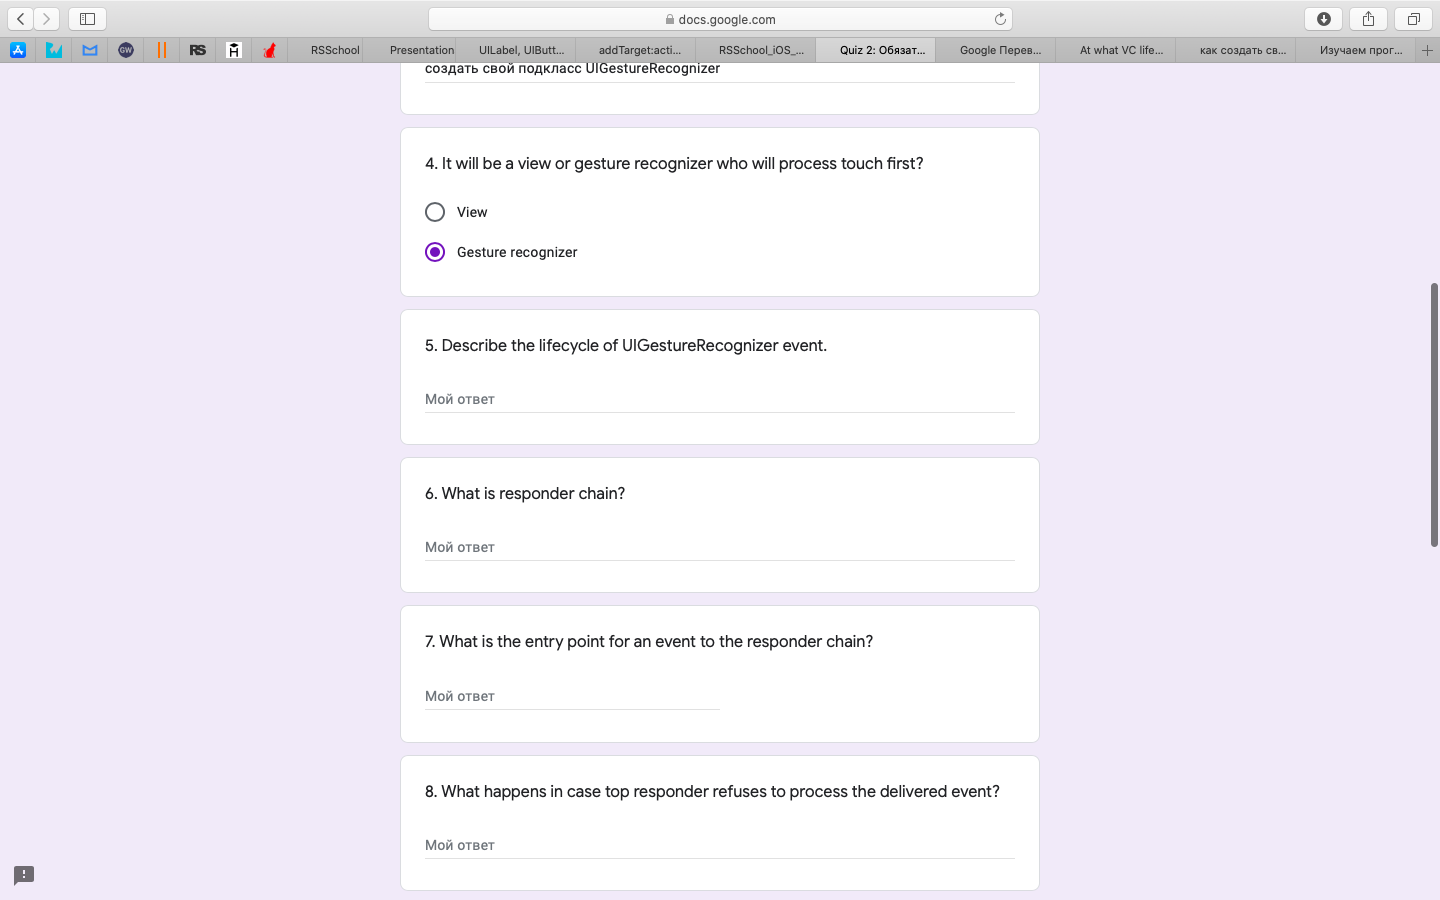 docs.google.com
GW
RS
H
RSSchool
Presentation
UILabel, UIButt...
addTarget:acti...
RSSchool_iOS_...
Quiz 2: Обязат...
Google Перев...
At what VC life...
как создать св...
Изучаем прог...
создать свой подкласс UIGestureRecognizer
4. It will be a view or gesture recognizer who will process touch first?
View
Gesture recognizer
5. Describe the lifecycle of UIGestureRecognizer event.
Мой ответ
6. What is responder chain?
Мой ответ
7. What is the entry point for an event to the responder chain?
Мой ответ
8. What happens in case top responder refuses to process the delivered event?
Мой ответ